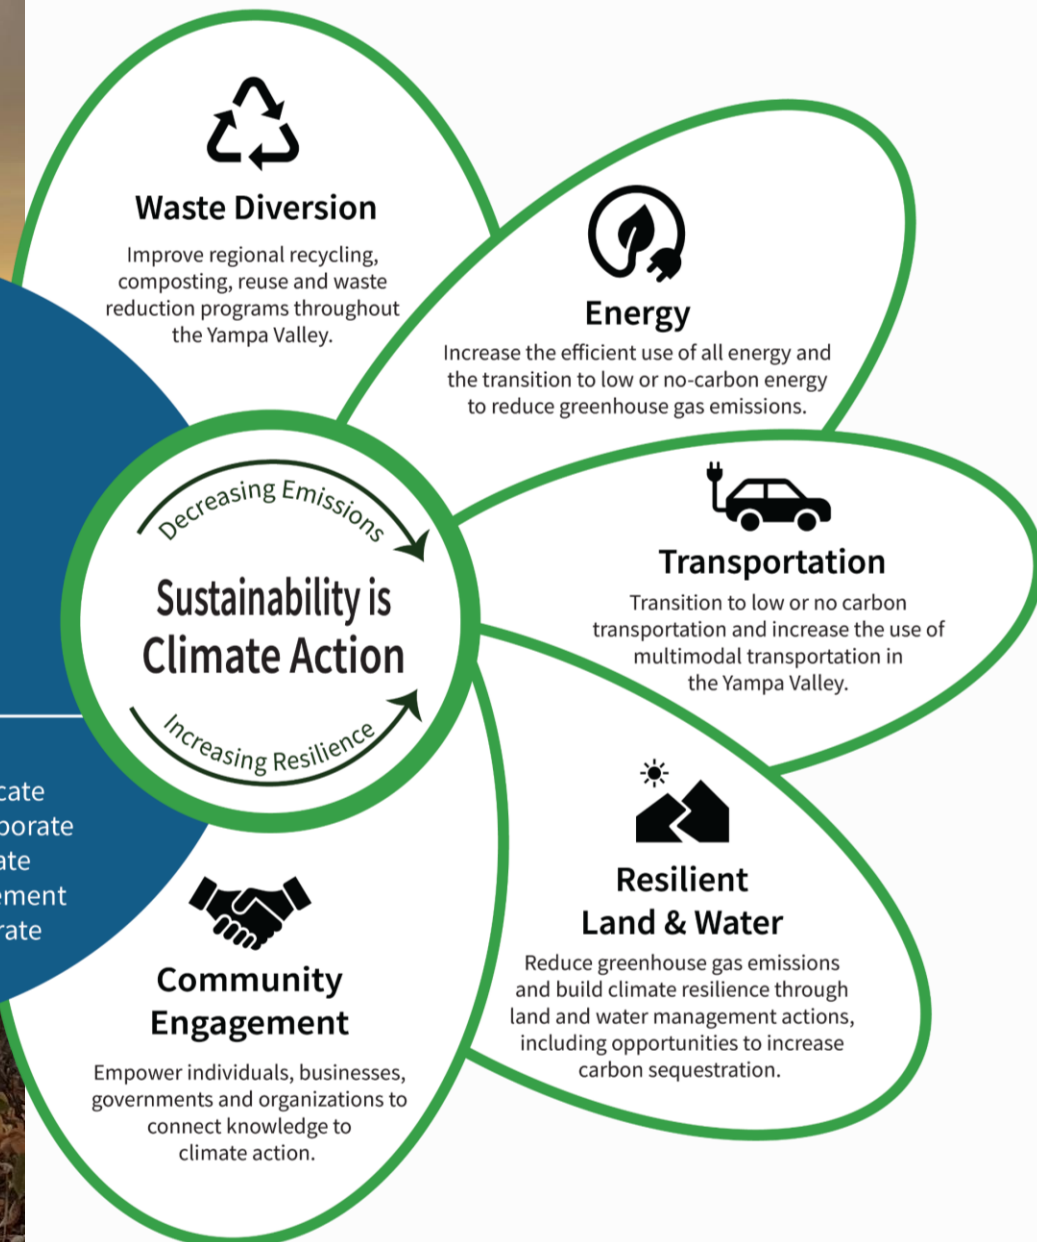 Waste Diversion
Improve regional recycling,
composting, reuse and waste
reduction programs throughout
the Yampa Valley.
Energy
Increase the efficient use of all energy and
the transition to low or no-carbon energy
to reduce greenhouse gas emissions.
Decreasing Emissions
Sustainability is
Climate Action
Increasing Resilience
Transportation
Transition to low or no carbon
transportation and increase the use of
multimodal transportation in
the Yampa Valley.
Resilient
Land & Water
Reduce greenhouse gas emissions
and build climate resilience through
land and water management actions,
including opportunities to increase
carbon sequestration.
Community
Engagement
Empower individuals, businesses,
governments and organizations to
connect knowledge to
climate action.